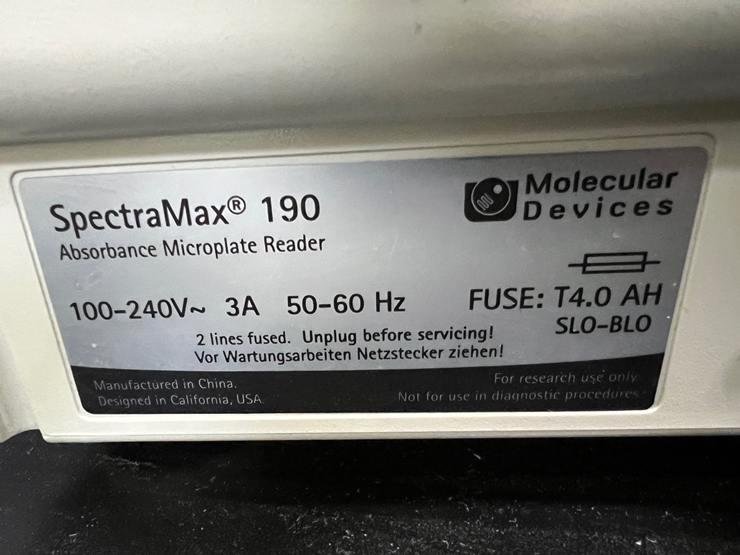 SpectraMax® 190
Absorbance Microplate Reader
Molecular
Devices
100-240V~ 3A 50-60 Hz
FUSE: T4.0 AH
SLO-BLO
2 lines fused. Unplug before servicing!
Vor Wartungsarbeiten Netzstecker ziehen!
Manufactured in China.
Designed in California, USA.
For research use only.
Not for use in diagnostic procedures.